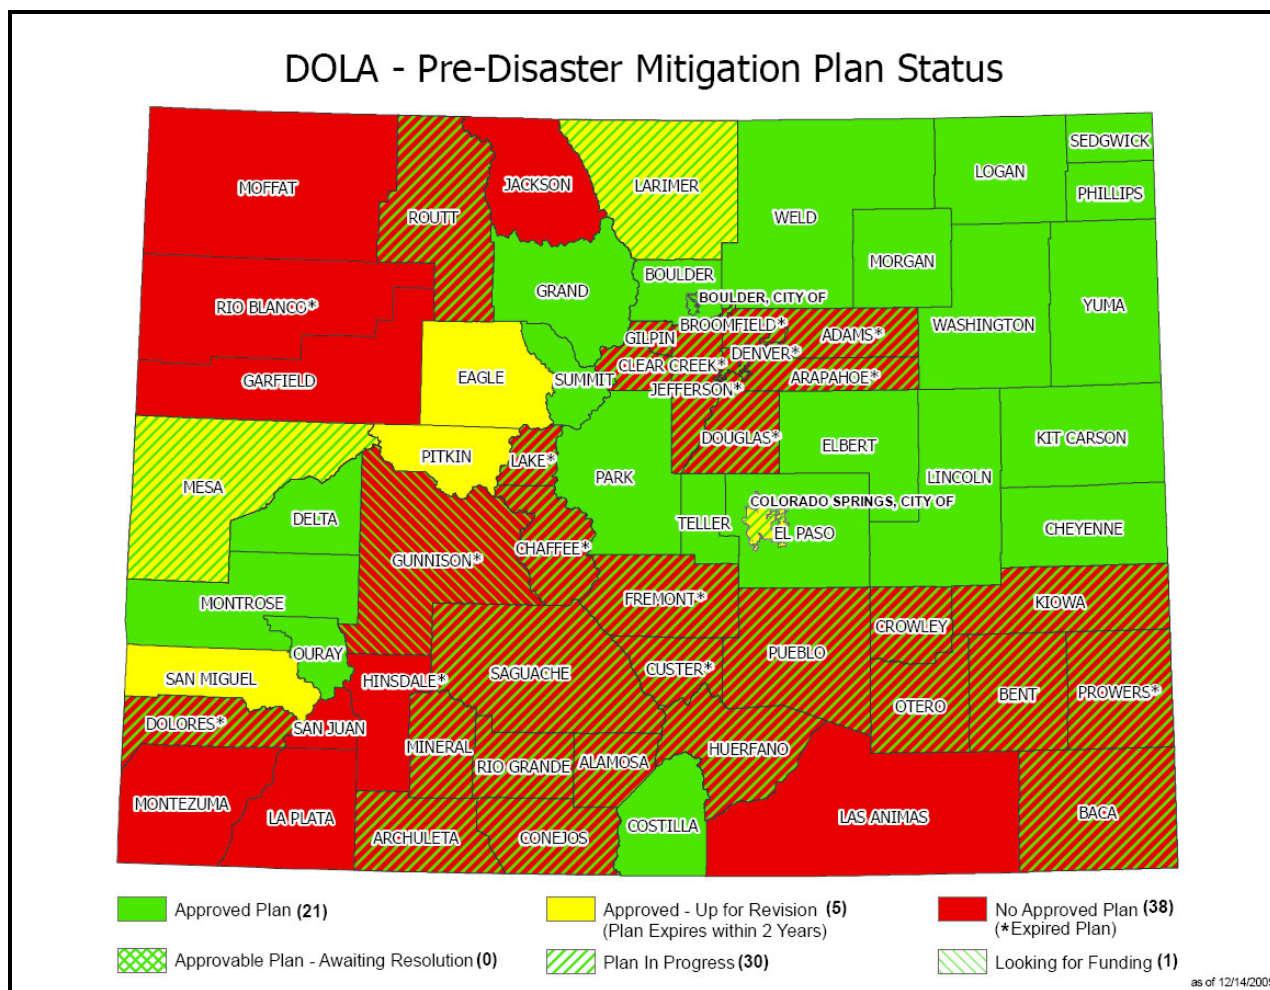 DOLA - Pre-Disaster Mitigation Plan Status
SEDGWICK
LOGAN
MOFFAT
JACKSON
LARIMER
PHILLIPS
ROUTT
WELD
MORGAN
BOULDER
GRAND
BOULDER, CITY OF
RIO BLANCO*
YUMA
BROOMFIELD*
WASHINGTON
GILPIN
ADAMS*
DENVER*
CLEAR CREEK*
EAGLE
SUMMIT
GARFIELD
ARAPAHOE*
JEFFERSON*
DOUGLAS*
ELBERT
KIT CARSON
PITKIN
LAKE*
PARK
LINCOLN
MESA
COLORADO SPRINGS, CITY OF
DELTA
TELLER
EL PASO
CHEYENNE
CHAFFEE*
GUNNISON*
FREMONT*
MONTROSE
KIOWA
CROWLEY
OURAY
PUEBLO
CUSTER*
SAGUACHE
SAN MIGUEL
HINSDALE*
BENT
PROWERS*
OTERO
DOLORES*
SAN JUAN
MINERAL
HUERFANO
RIO GRANDE
ALAMOSA
MONTEZUMA
LA PLATA
COSTILLA
LAS ANIMAS
BACA
ARCHULETA
CONEJOS
Approved Plan (21)
Approved - Up for Revision (5)
(Plan Expires within 2 Years)
No Approved Plan (38)
(*Expired Plan)
Approvable Plan - Awaiting Resolution (0)
Plan In Progress (30)
Looking for Funding (1)
as of 12/14/2009